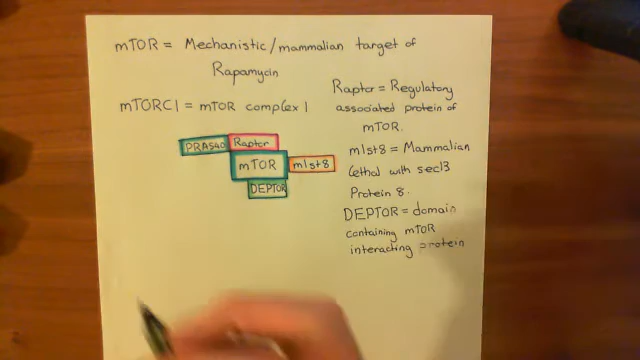 mTOR = Mechanistic/mammalian target of
Rapamycin
mTORC1 = mTOR complex 1
PRAS40 Raptor
mTOR mlst8
DEPTOR
Raptor = Regulatory
associated protein of
mTOR.
mlst8 = Mammalian
lethal with sec13
Protein 8.
DEPTOR = domain
containing mTOR
interacting protein